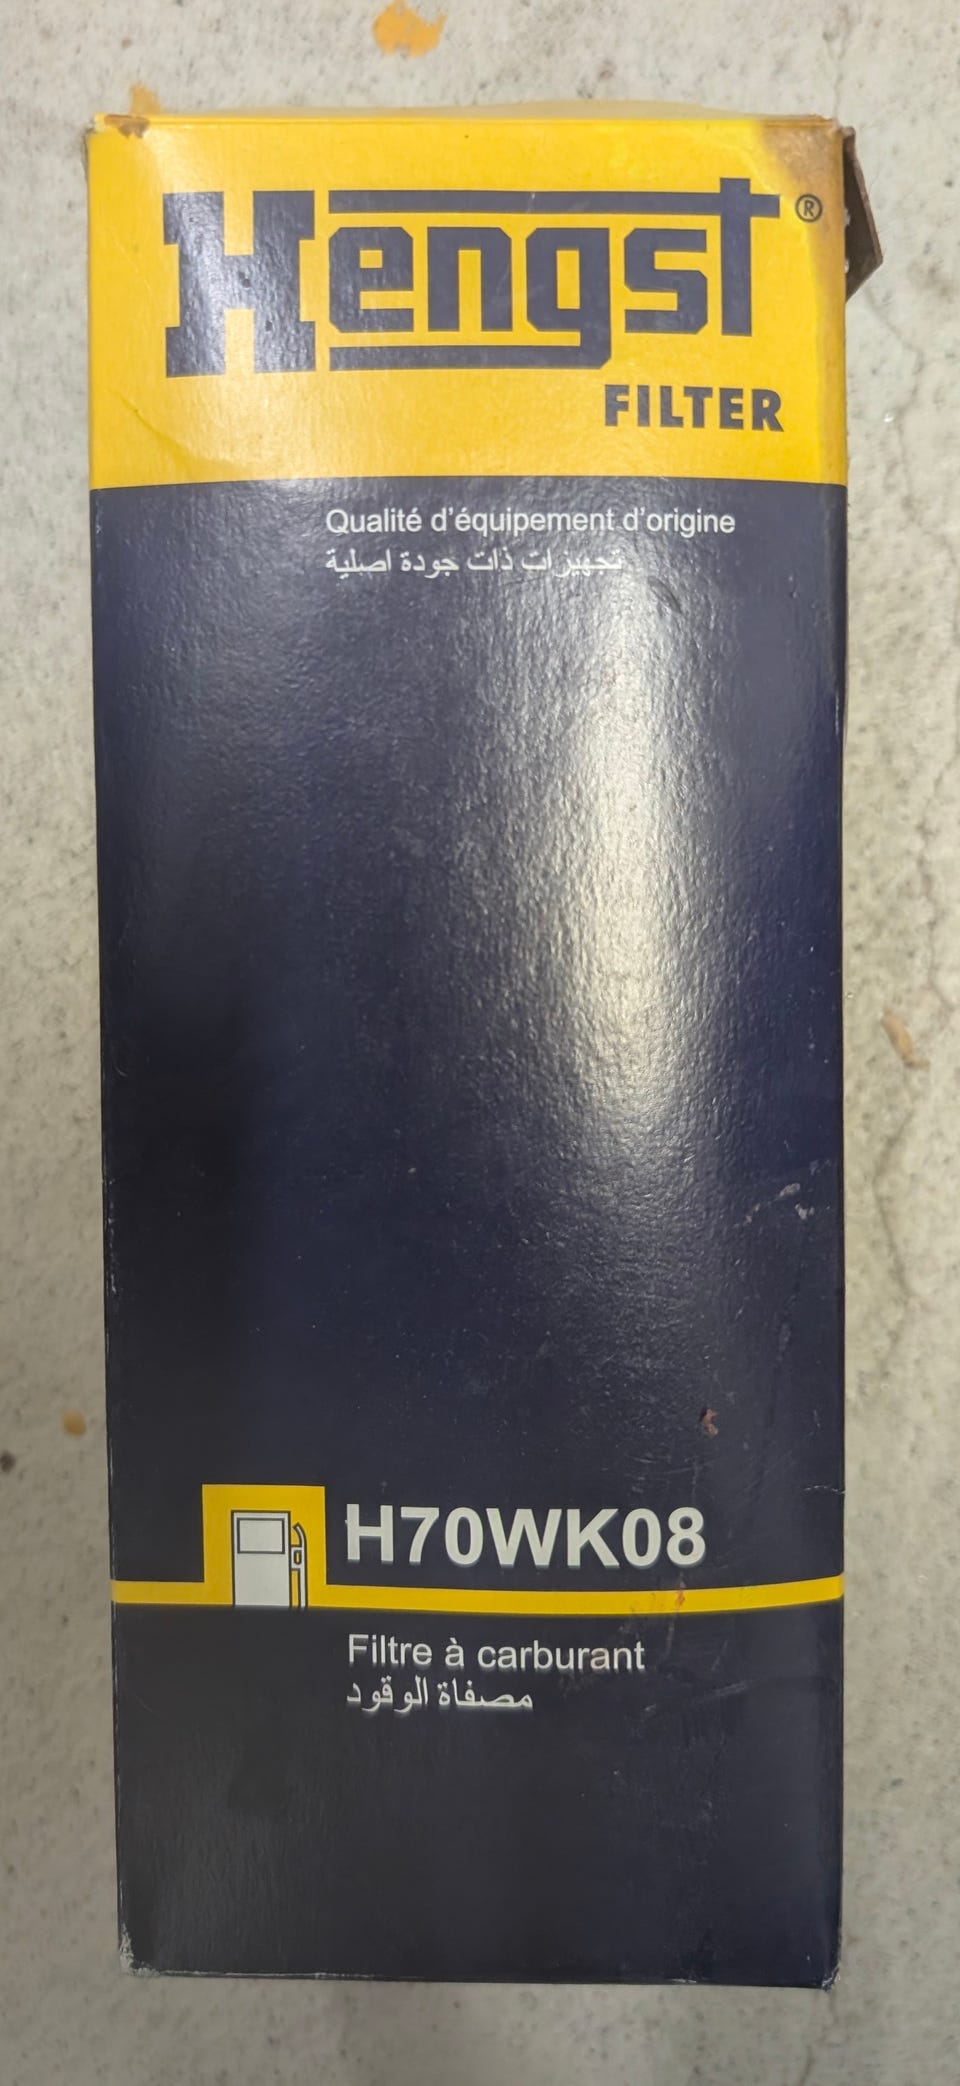 Hengst®
FILTER
Qualité d'équipement d'origine
تجهيزات ذات جودة اصلية
H70WK08
Filtre à carburant
مصفاة الوقود